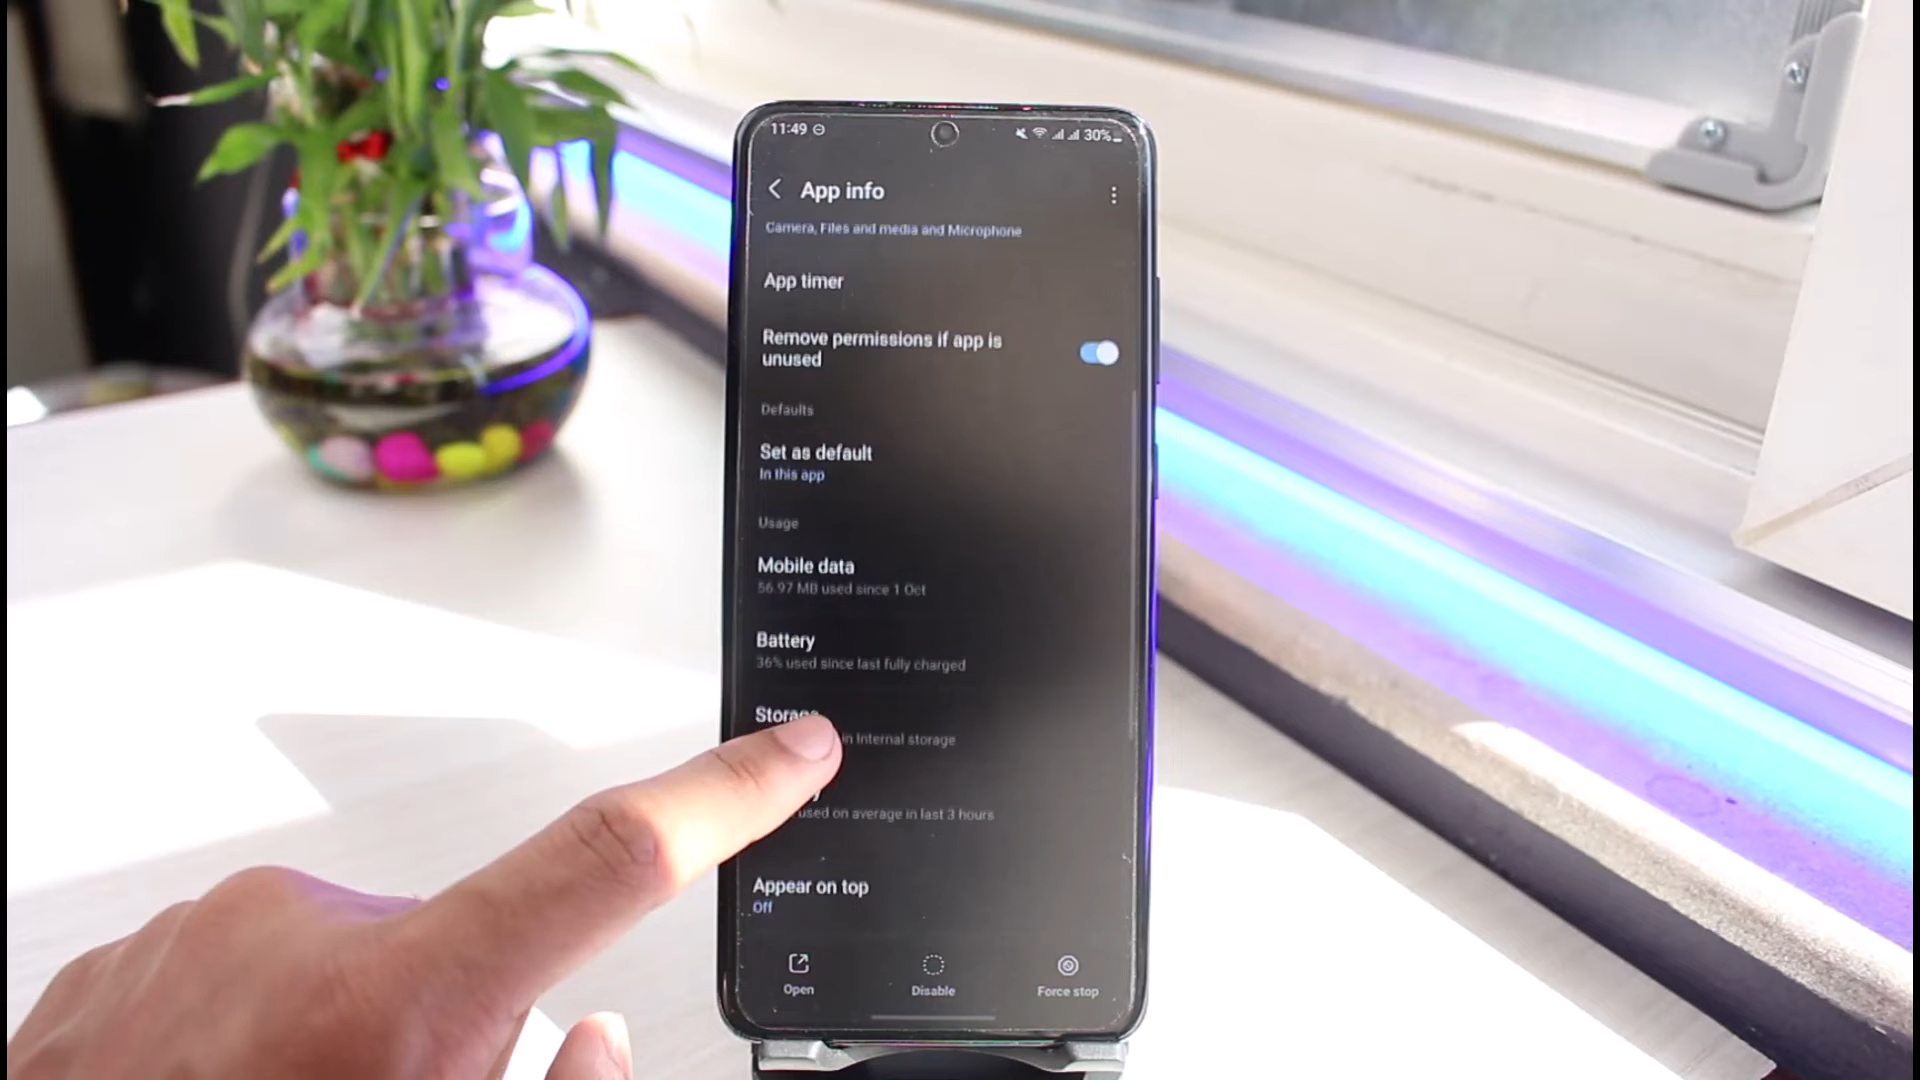 11:49
30%
App info
Camera, Files and media and Microphone
App timer
Remove permissions if app is
unused
Defaults
Set as default
In this app
Usage
Mobile data
56.97 MB used since 1 Oct
Battery
36% used since last fully charged
Storage
in Internal storage
used on average in last 3 hours
Appear on top
Off
Open
Disable
Force stop